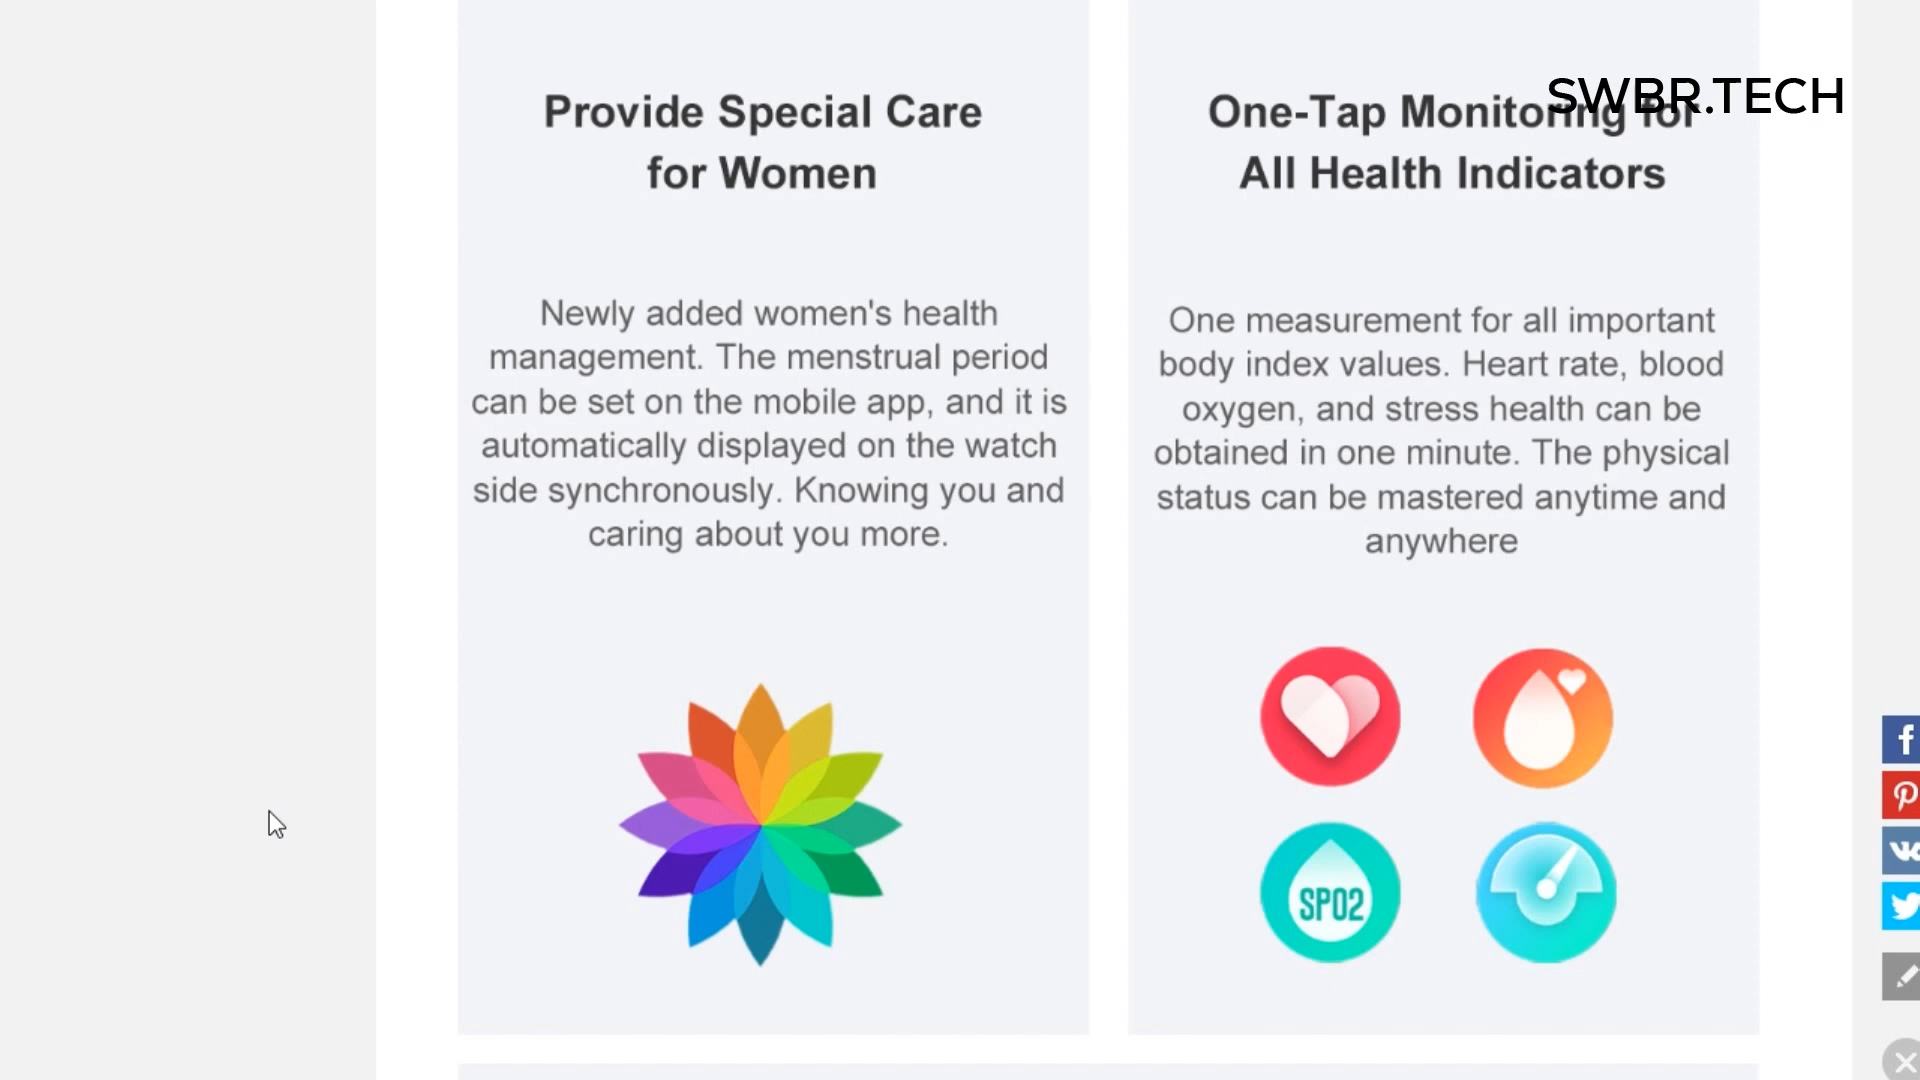 SWBR.TECH
Provide Special Care
for Women
Newly added women's health
management. The menstrual period
can be set on the mobile app, and it is
automatically displayed on the watch
side synchronously. Knowing you and
caring about you more.
One-Tap Monitoring for
All Health Indicators
One measurement for all important
body index values. Heart rate, blood
oxygen, and stress health can be
obtained in one minute. The physical
status can be mastered anytime and
anywhere
SPO2